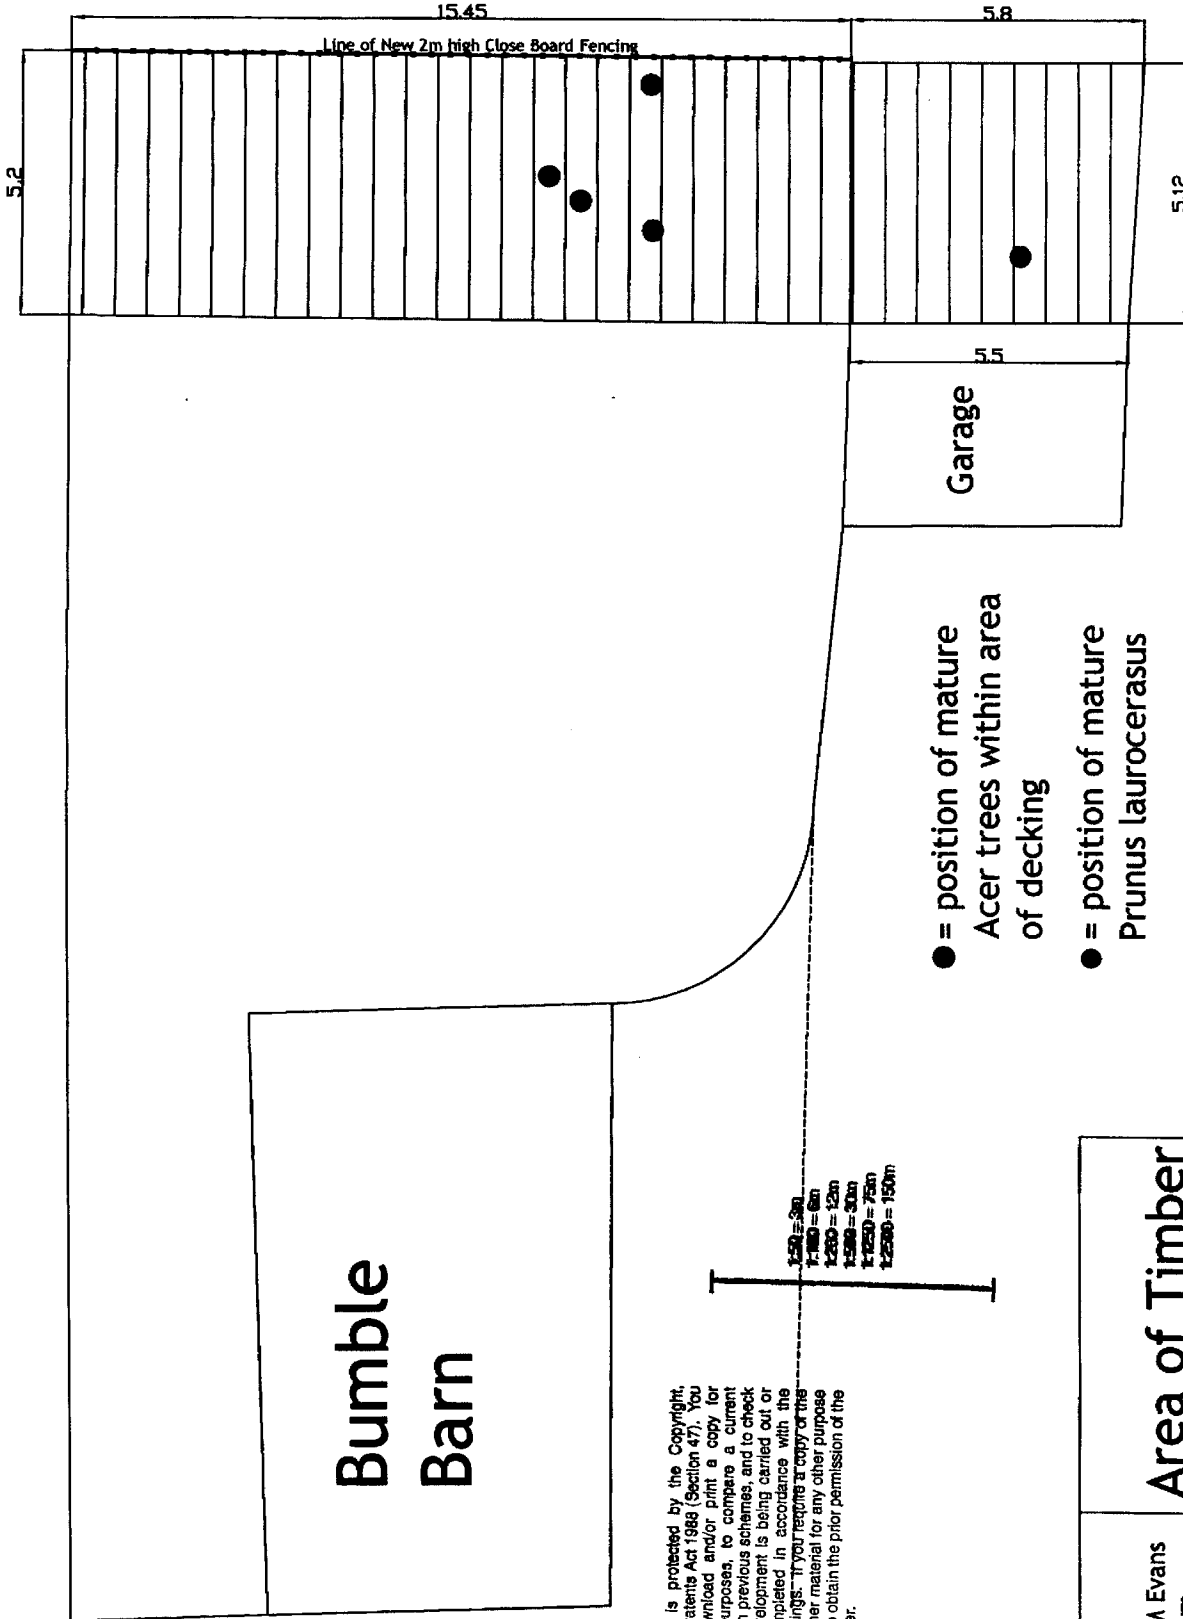 15.45
5.8
Line of New 2m high Close Board Fencing
5.2
5.12
5.5
Garage
= position of mature
Acer trees within area
of decking
= position of mature
Prunus laurocerasus
Bumble
Barn
1:50 = 3m
1:100 = 6m
1:200 = 12m
1:500 = 30m
1:1250 = 75m
1:2500 = 150m
is protected by the Copyright,
atents Act 1988 (Section 47). You
wnload and/or print a copy for
urposes, to compare a current
h previous schemes, and to check
elopment is being carried out or
mpleted in accordance with the
ings. If you require a copy of the
her material for any other purpose
o obtain the prior permission of the
er.
Area of Timber
Evans